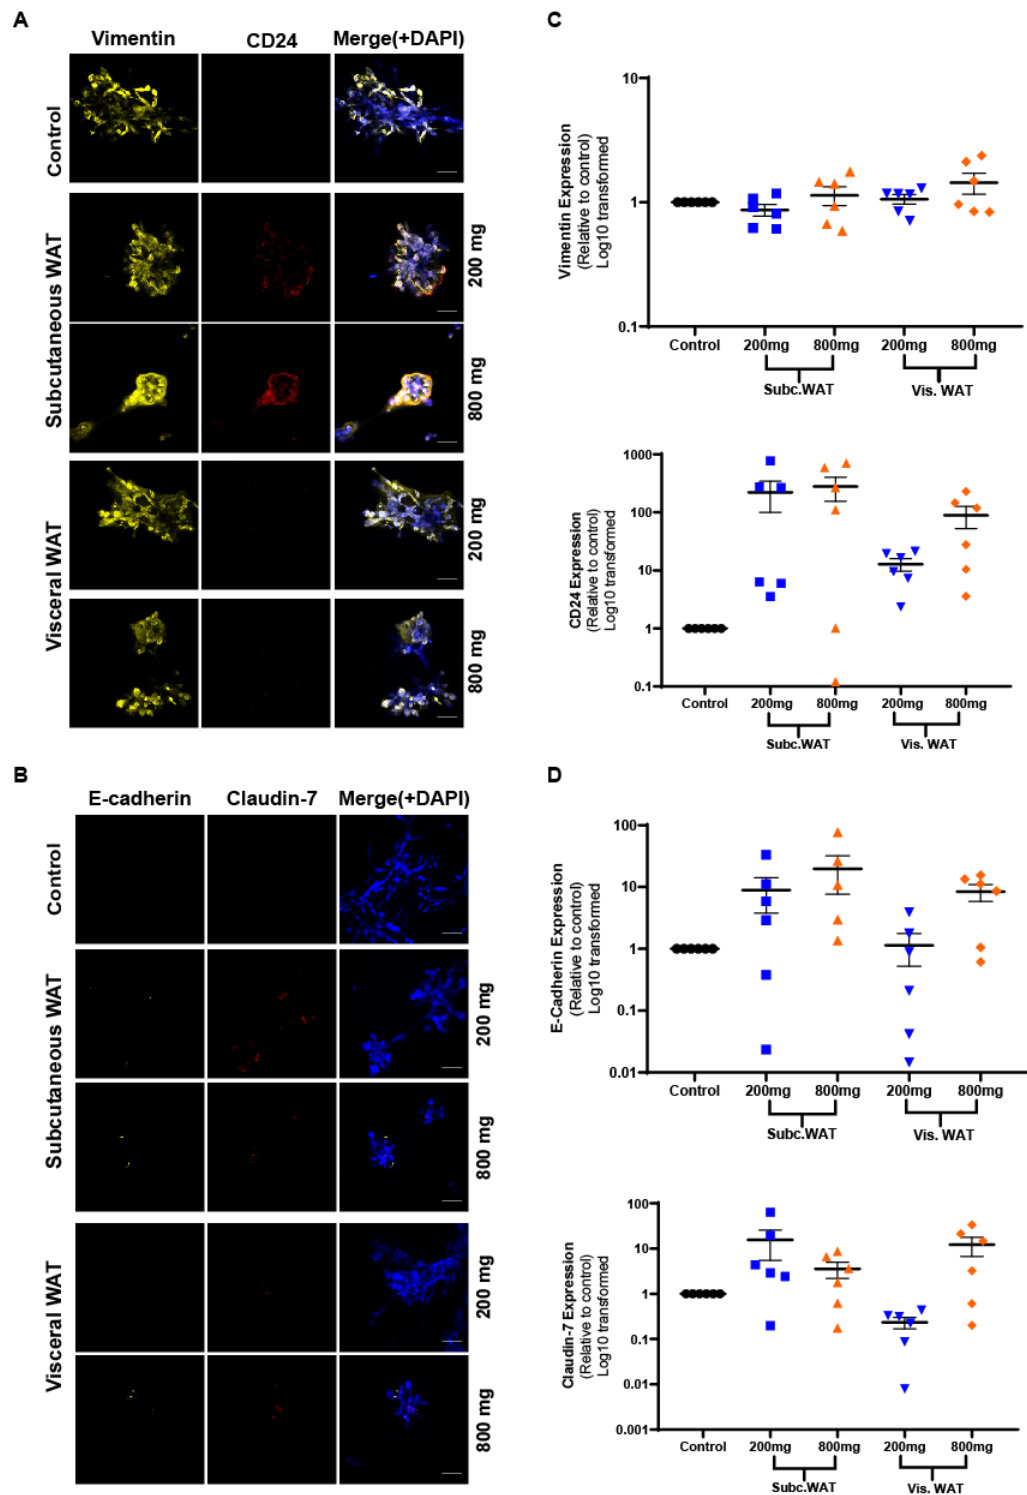 A
Vimentin CD24 Merge(+DAPI)
Control
Subcutaneous WAT
200 mg
800 mg
Visceral WAT
200 mg
800 mg
B
E-cadherin Claudin-7 Merge(+DAPI)
Control
Subcutaneous WAT
200 mg
800 mg
Visceral WAT
200 mg
800 mg
C
Vimentin Expression
(Relative to control)
Log10 transformed
10
1
0.1
Control 200mg 800mg 200mg 800mg
Subc.WAT Vis. WAT
CD24 Expression
(Relative to control)
Log10 transformed
1000
100
10
1
0.1
Control 200mg 800mg 200mg 800mg
Subc.WAT Vis. WAT
D
E-Cadherin Expression
(Relative to control)
Log10 transformed
100
10
1
0.1
0.01
Control 200mg 800mg 200mg 800mg
Subc.WAT Vis. WAT
Claudin-7 Expression
(Relative to control)
Log10 transformed
100
10
1
0.1
0.01
0.001
Control 200mg 800mg 200mg 800mg
Subc.WAT Vis. WAT